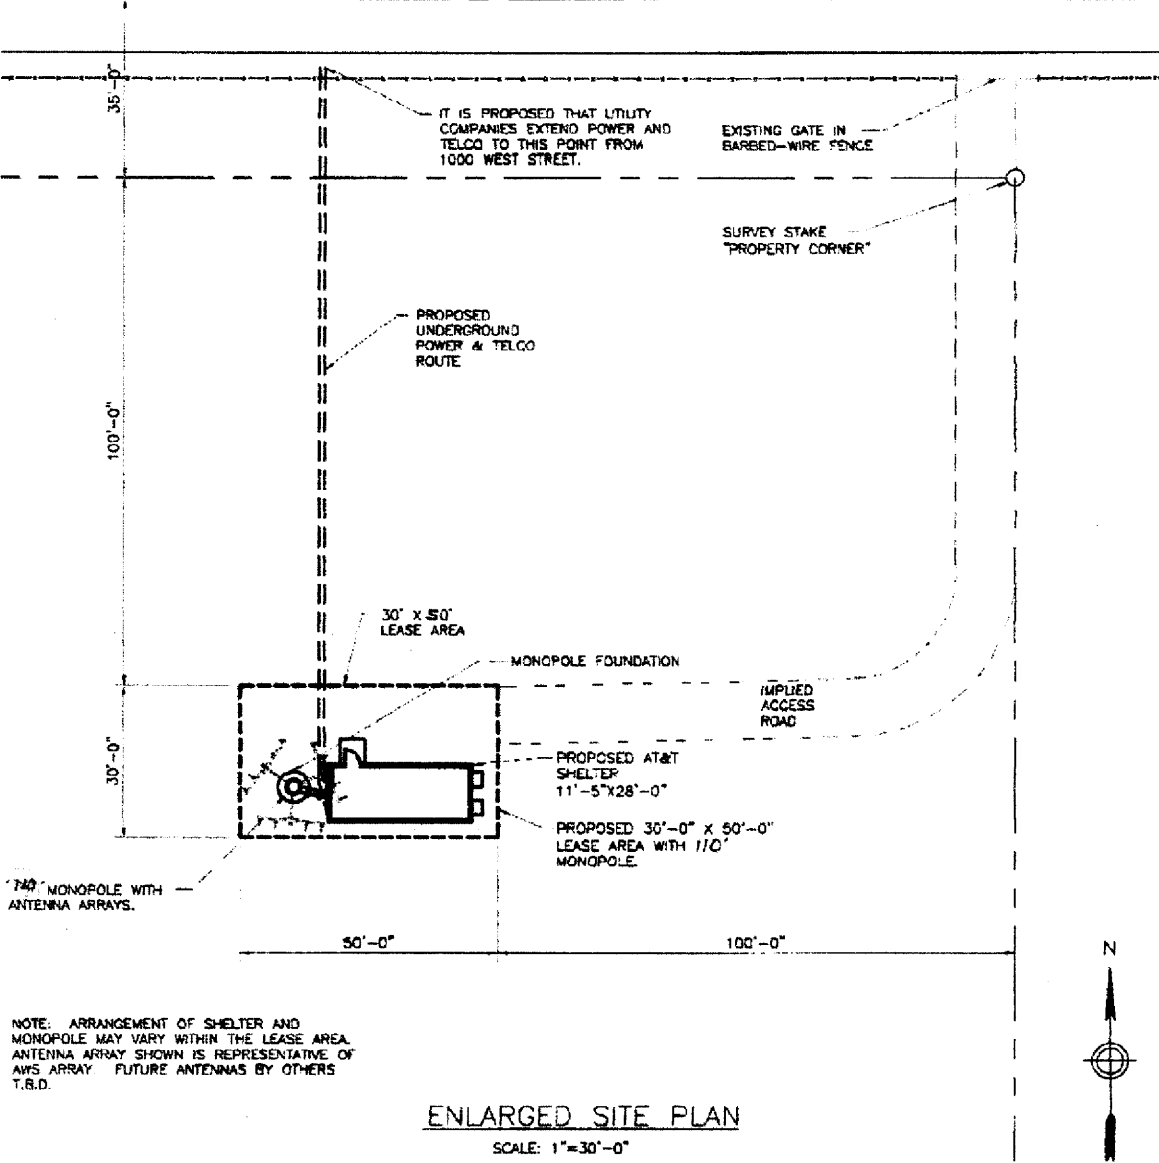 35'-0"
IT IS PROPOSED THAT UTILITY
COMPANIES EXTEND POWER AND
TELCO TO THIS POINT FROM
1000 WEST STREET.
EXISTING GATE IN
BARBED-WIRE FENCE
SURVEY STAKE
"PROPERTY CORNER"
PROPOSED
UNDERGROUND
POWER & TELCO
ROUTE
100'-0"
30' X 50'
LEASE AREA
MONOPOLE FOUNDATION
IMPLIED
ACCESS
ROAD
30'-0"
PROPOSED AT&T
SHELTER
11'-5"X28'-0"
PROPOSED 30'-0" X 50'-0"
LEASE AREA WITH 110'
MONOPOLE.
MONOPOLE WITH
ANTENNA ARRAYS.
50'-0"
100'-0"
N
NOTE: ARRANGEMENT OF SHELTER AND
MONOPOLE MAY VARY WITHIN THE LEASE AREA.
ANTENNA ARRAY SHOWN IS REPRESENTATIVE OF
AWS ARRAY FUTURE ANTENNAS BY OTHERS
T.B.D.
ENLARGED SITE PLAN
SCALE: 1"=30'-0"